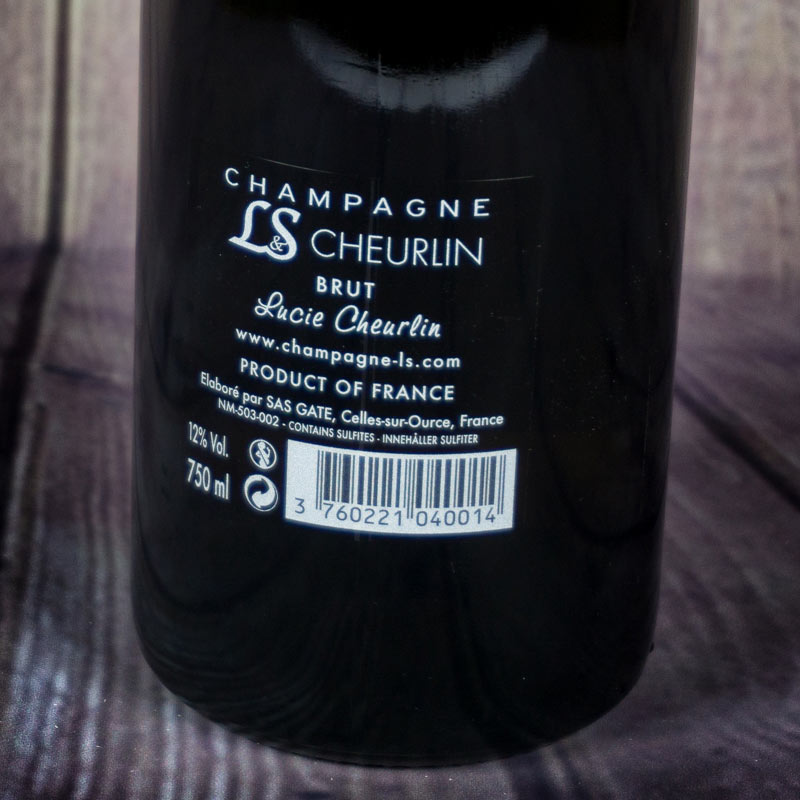 CHAMPAGNE
L&S CHEURLIN
BRUT
Lucie Cheurlin
www.champagne-ls.com
PRODUCT OF FRANCE
Elaboré par SAS GATE, Celles-sur-Ource, France
NM-503-002 - CONTAINS SULFITES - INNEHÅLLER SULFITER
12% Vol.
750 ml
3 760221 040014